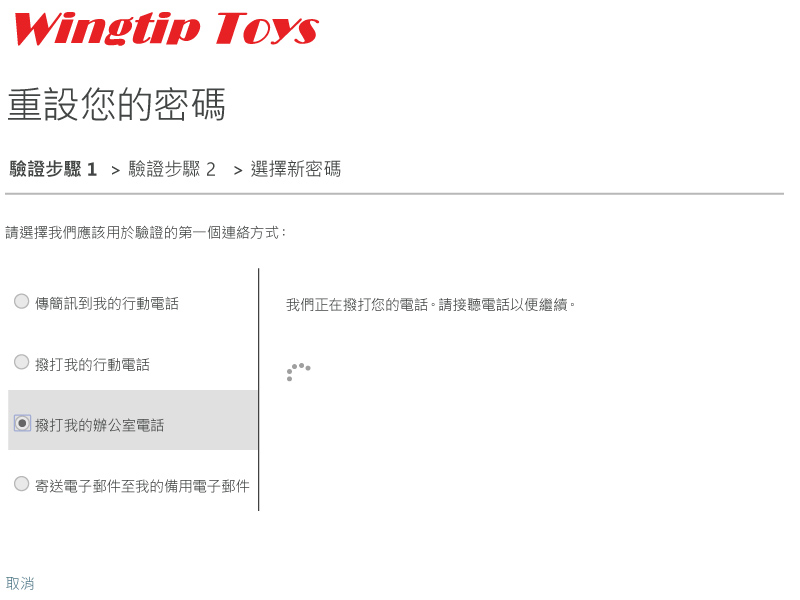 Wingtip Toys
重設您的密碼
驗證步驟 1 > 驗證步驟 2 > 選擇新密碼
請選擇我們應該用於驗證的第一個連絡方式:
傳簡訊到我的行動電話
我們正在撥打您的電話。請接聽電話以便繼續。
撥打我的行動電話
撥打我的辦公室電話
寄送電子郵件至我的備用電子郵件
取消